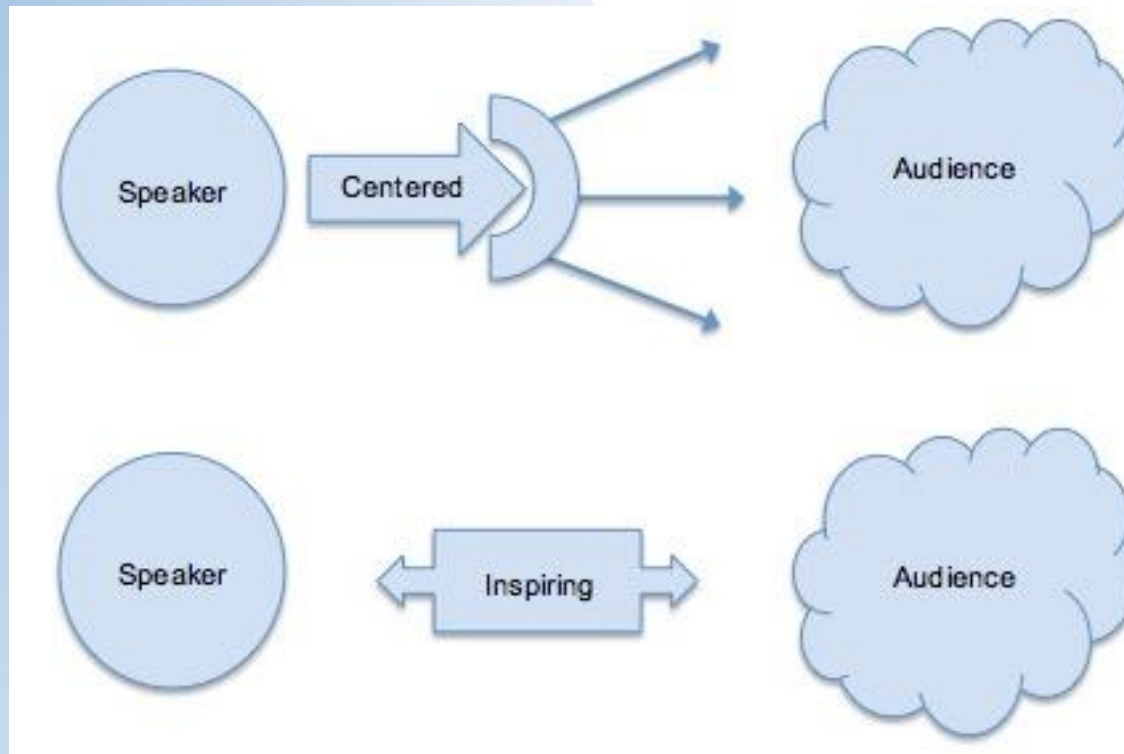 Speaker
Centered
Audience
Speaker
Inspiring
Audience